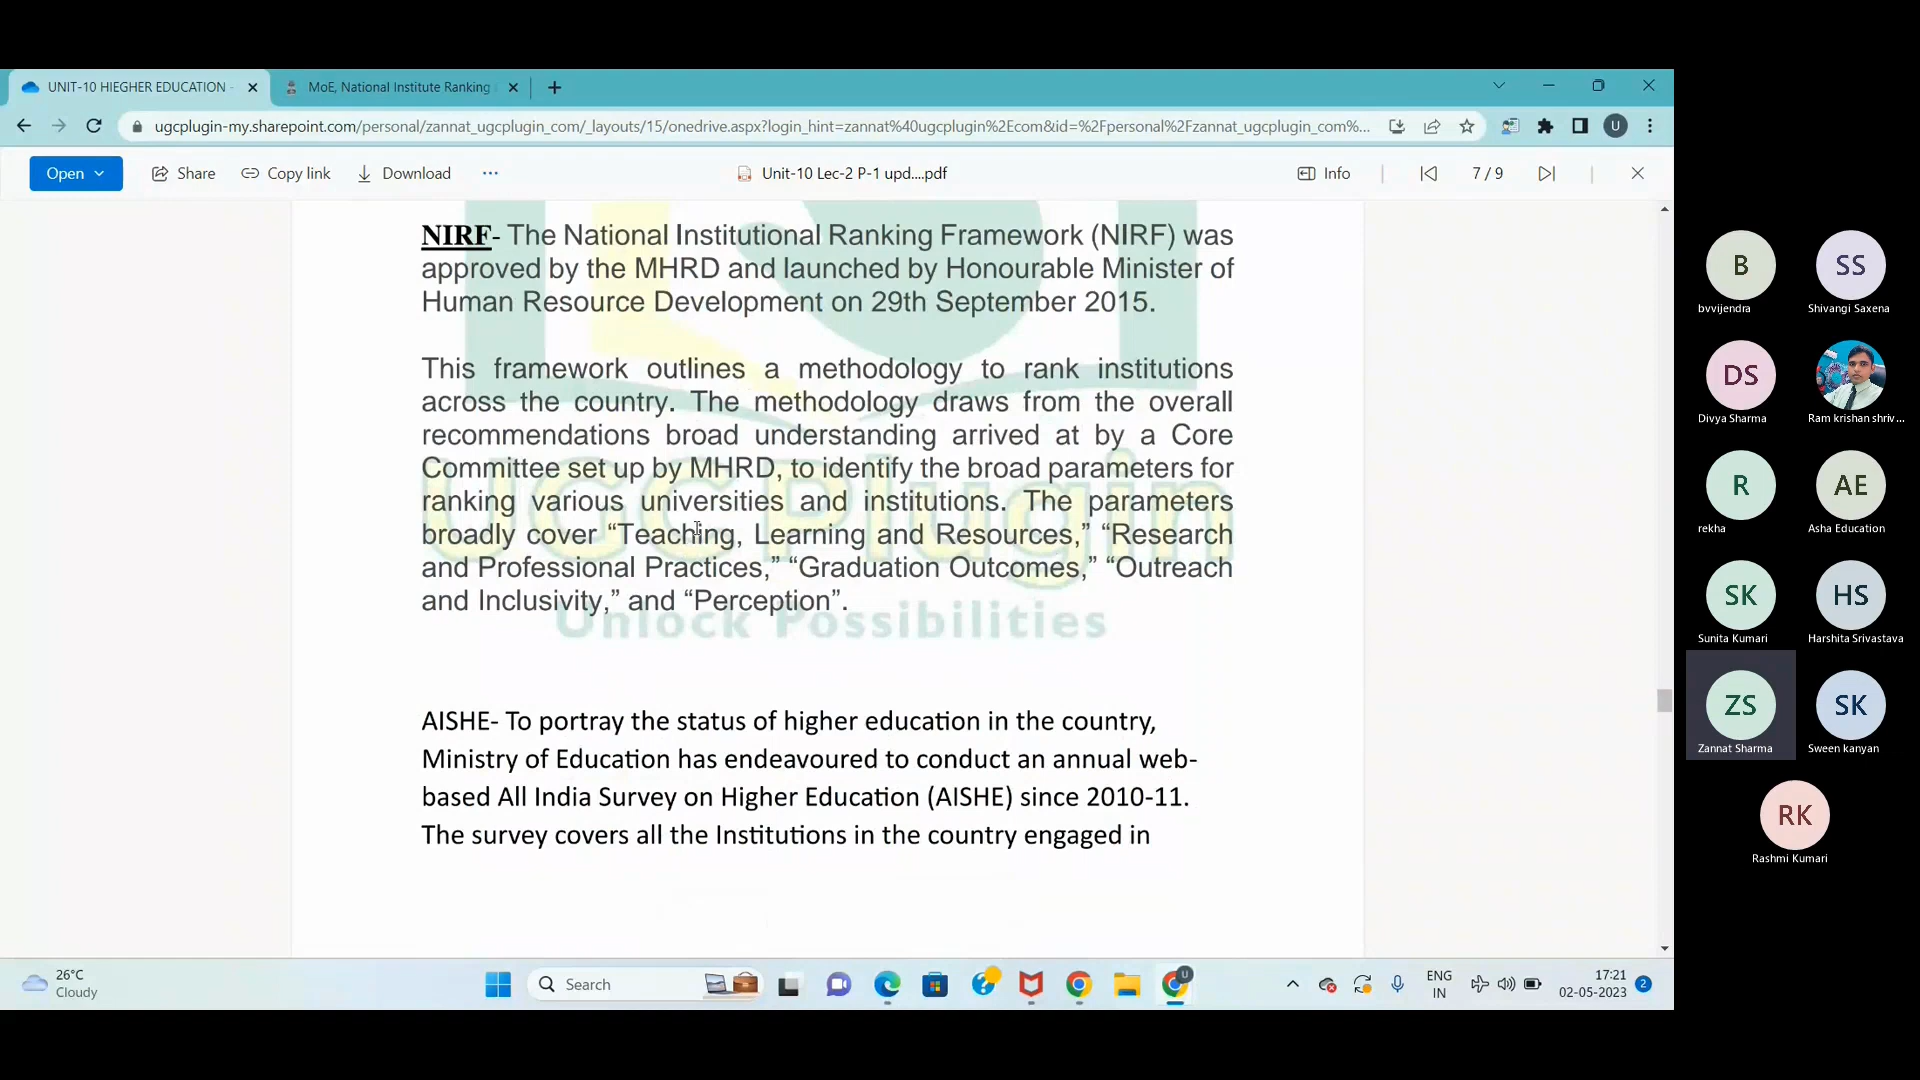 UNIT-10 HIEGHER EDUCATION -
MoE, National Institute Ranking
ugcplugin-my.sharepoint.com/personal/zannat_ugcplugin_com/_layouts/15/onedrive.aspx?login_hint=zannat%40ugcplugin%2Ecom&id=%2Fpersonal%2Fzannat_ugcplugin_com%...
U
Open
Share
Copy link
Download
...
Unit-10 Lec-2 P-1 upd....pdf
Info
7 / 9
NIRF- The National Institutional Ranking Framework (NIRF) was
approved by the MHRD and launched by Honourable Minister of
Human Resource Development on 29th September 2015.
This framework outlines a methodology to rank institutions
across the country. The methodology draws from the overall
recommendations broad understanding arrived at by a Core
Committee set up by MHRD, to identify the broad parameters for
ranking various universities and institutions. The parameters
broadly cover “Teaching, Learning and Resources,” “Research
and Professional Practices,” “Graduation Outcomes,” “Outreach
and Inclusivity,” and “Perception”.
UGCPlugin
Unlock Possibilities
AISHE- To portray the status of higher education in the country,
Ministry of Education has endeavoured to conduct an annual web-
based All India Survey on Higher Education (AISHE) since 2010-11.
The survey covers all the Institutions in the country engaged in
B
bvvijendra
SS
Shivangi Saxena
DS
Divya Sharma
Ram krishan shriv...
R
rekha
AE
Asha Education
SK
Sunita Kumari
HS
Harshita Srivastava
ZS
Zannat Sharma
SK
Sween kanyan
RK
Rashmi Kumari
26°C
Cloudy
Search
U
ENG
IN
17:21
02-05-2023
2